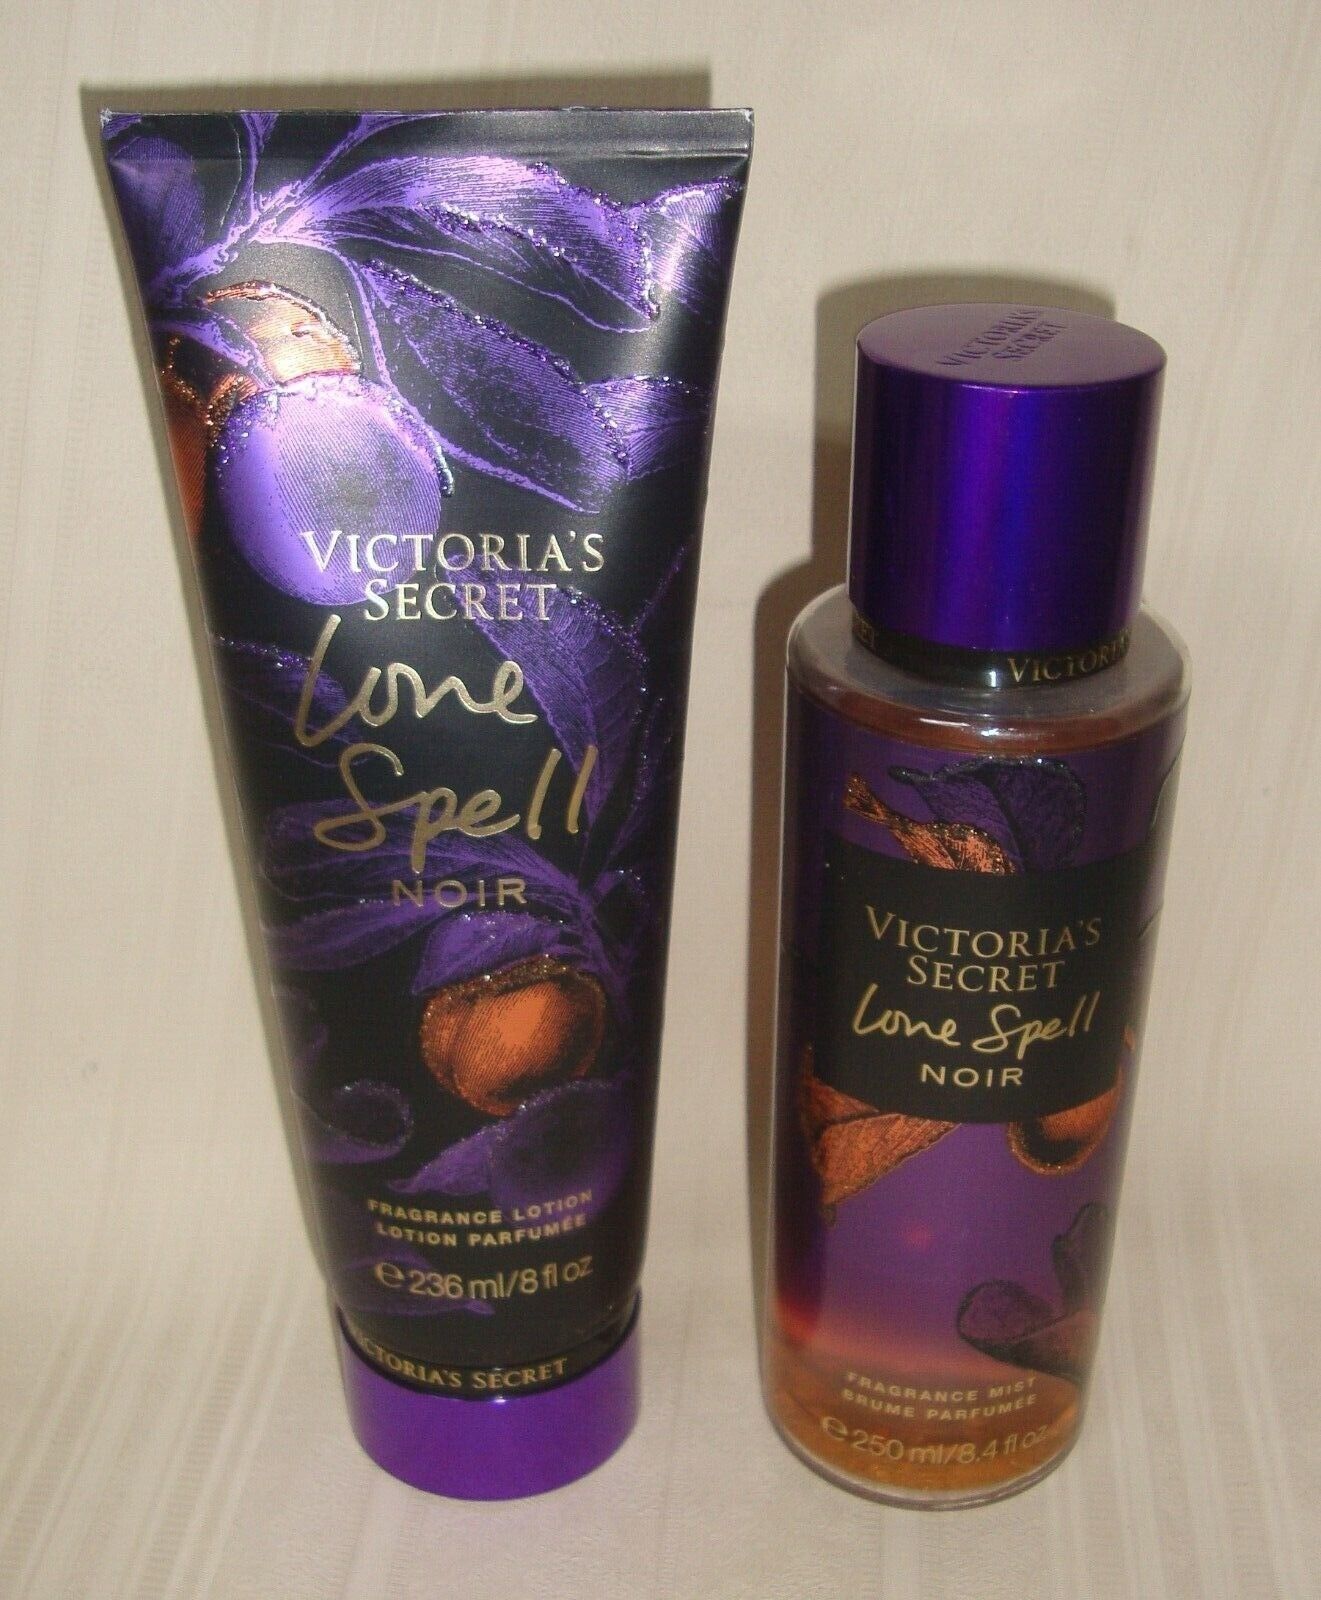 VICTORIA'S
SECRET
Love
Spell
NOIR
FRAGRANCE LOTION
LOTION PARFUMÉE
e 236 ml/8 fl oz
VICTORIA'S SECRET
VICTORIA'S
SECRET
VICTORIA'S
SECRET
Love Spell
NOIR
FRAGRANCE MIST
BRUME PARFUMÉE
e 250 ml/8.4 fl oz